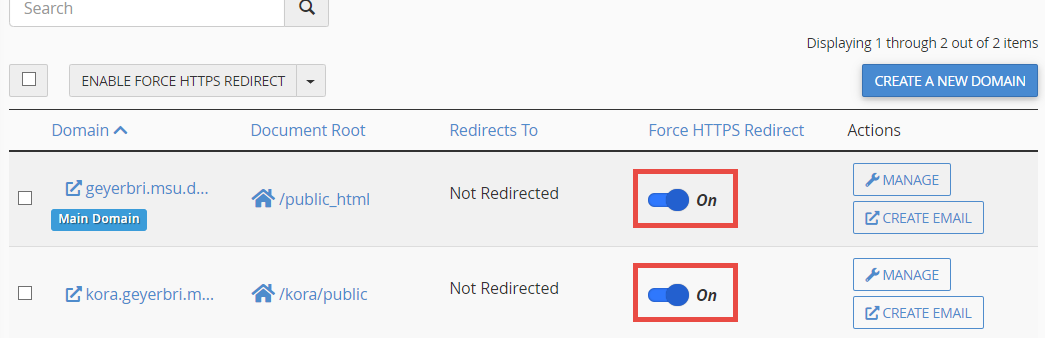 Search
Displaying 1 through 2 out of 2 items
ENABLE FORCE HTTPS REDIRECT
CREATE A NEW DOMAIN
Domain Document Root Redirects To Force HTTPS Redirect Actions
geyerbri.msu.d... /public_html Not Redirected On MANAGE
Main Domain CREATE EMAIL
kora.geyerbri.m... /kora/public Not Redirected On MANAGE
CREATE EMAIL